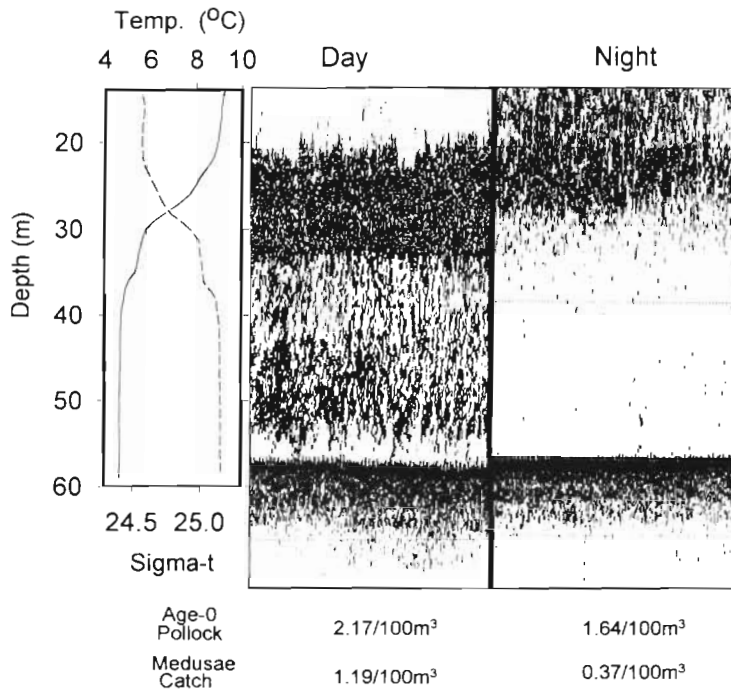 Temp. (°C)
4 6 8 10
Day
Night
Depth (m)
20
30
40
50
60
24.5 25.0
Sigma-t
Age-0
Pollock
2.17/100m³
1.64/100m³
Medusae
Catch
1.19/100m³
0.37/100m³